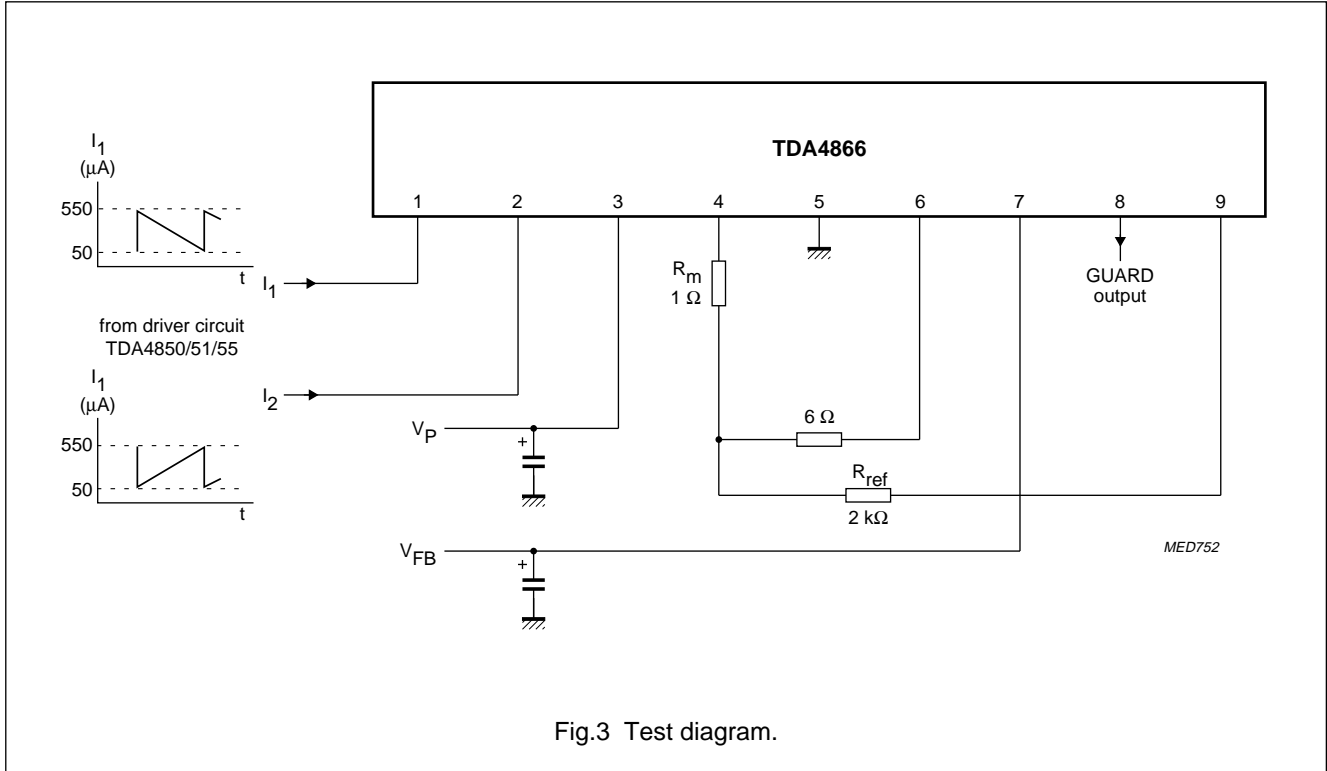 TDA4866
1 2 3 4 5 6 7 8 9
I1
(μA)
550
50
t
I1
from driver circuit
TDA4850/51/55
I1
(μA)
550
50
t
I2
Rm
1 Ω
GUARD
output
6 Ω
VP
+
Rref
2 kΩ
VFB
+
MED752
Fig.3 Test diagram.